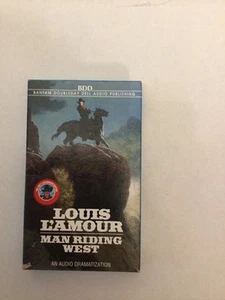 BDD
BANTAM DOUBLEDAY DELL AUDIO PUBLISHING
LOUIS
L'AMOUR
MAN RIDING
WEST
AN AUDIO DRAMATIZATION